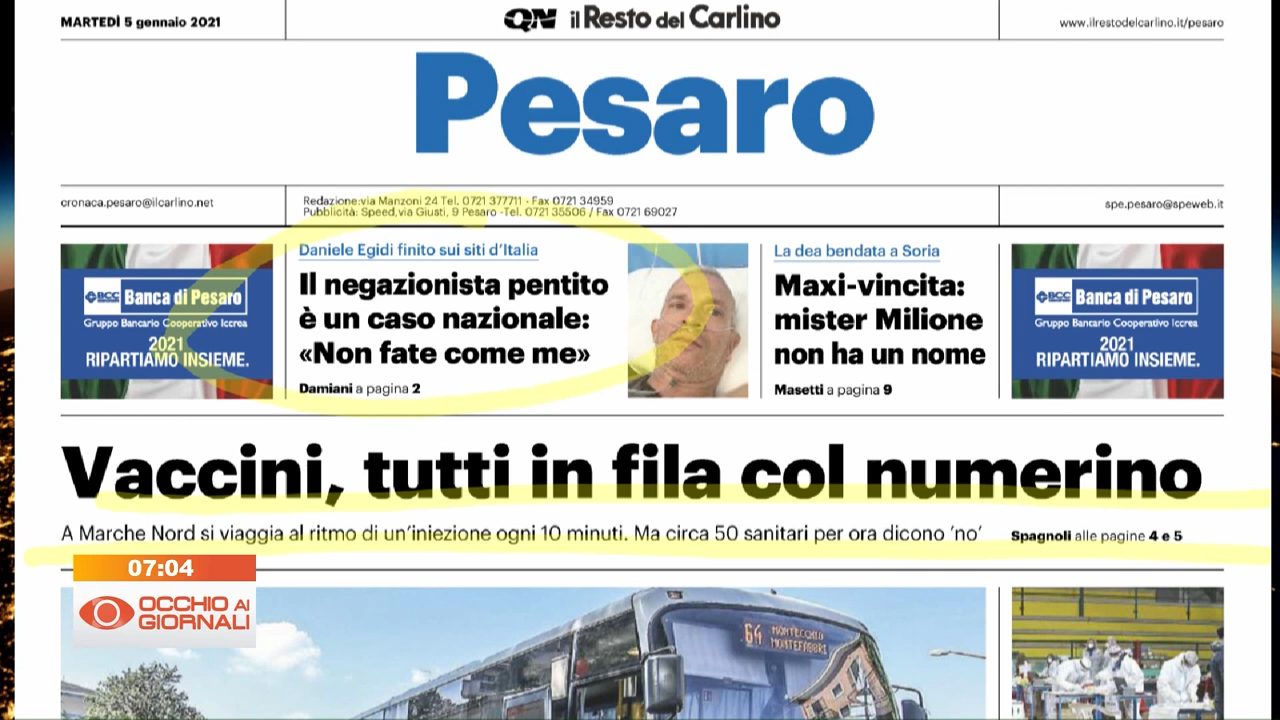 MARTEDÌ 5 gennaio 2021
QN il Resto del Carlino
www.ilrestodelcarlino.it/pesaro
Pesaro
cronaca.pesaro@ilcarlino.net
Redazione:via Manzoni 24 Tel. 0721 377711 - Fax 0721 34959
Pubblicità: Speed,via Giusti, 9 Pesaro -Tel. 0721 35506 / Fax 0721 69027
spe.pesaro@speweb.it
BCC Banca di Pesaro
Gruppo Bancario Cooperativo Iccrea
2021
RIPARTIAMO INSIEME.
Daniele Egidi finito sui siti d'Italia
Il negazionista pentito
è un caso nazionale:
«Non fate come me»
Damiani a pagina 2
La dea bendata a Soria
Maxi-vincita:
mister Milione
non ha un nome
Masetti a pagina 9
BCC Banca di Pesaro
Gruppo Bancario Cooperativo Iccrea
2021
RIPARTIAMO INSIEME.
Vaccini, tutti in fila col numerino
A Marche Nord si viaggia al ritmo di un'iniezione ogni 10 minuti. Ma circa 50 sanitari per ora dicono 'no'
Spagnoli alle pagine 4 e 5
07:04
OCCHIO AI
GIORNALI
64 MONTECCHIO
MONTEFABBRI